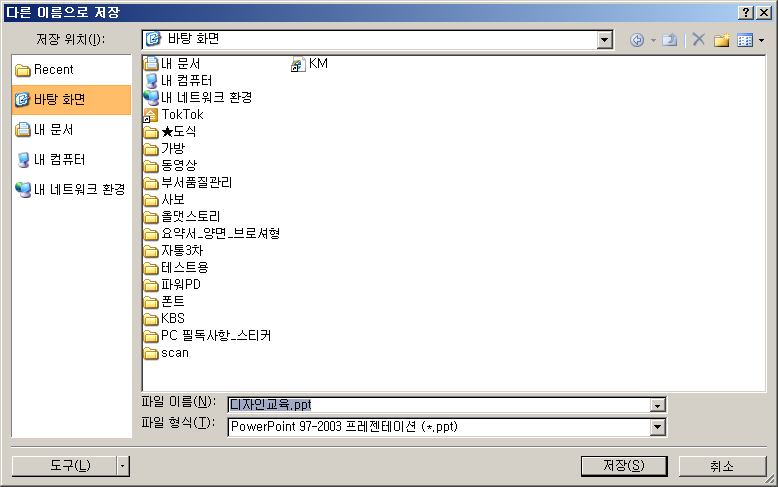 다른 이름으로 저장
저장 위치(I):
바탕 화면
Recent
바탕 화면
내 문서
내 컴퓨터
내 네트워크 환경
내 문서
내 컴퓨터
내 네트워크 환경
TokTok
★도식
가방
동영상
부서품질관리
사보
올댓스토리
요약서_양면_브로셔형
자통3차
테스트용
파워PD
폰트
KBS
PC 필독사항_스티커
scan
KM
파일 이름(N):
디자인교육.ppt
파일 형식(T):
PowerPoint 97-2003 프레젠테이션 (*.ppt)
도구(L)
저장(S)
취소